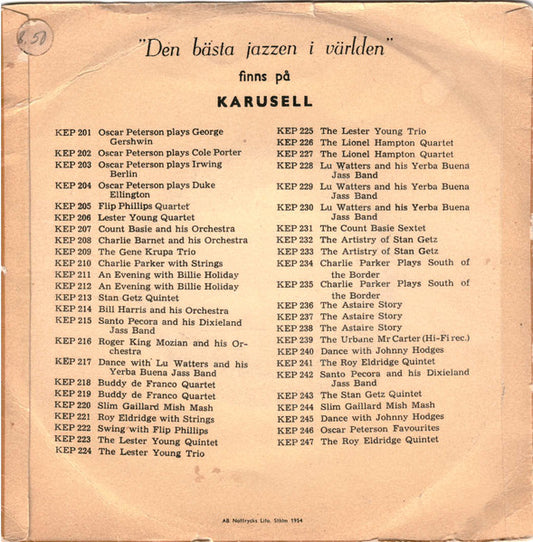 8,50
"Den bästa jazzen i världen"
finns på
KARUSELL
KEP 201 Oscar Peterson plays George
Gershwin
KEP 202 Oscar Peterson plays Cole Porter
KEP 203 Oscar Peterson plays Irwing
Berlin
KEP 204 Oscar Peterson plays Duke
Ellington
KEP 205 Flip Phillips Quartet
KEP 206 Lester Young Quartet
KEP 207 Count Basie and his Orchestra
KEP 208 Charlie Barnet and his Orchestra
KEP 209 The Gene Krupa Trio
KEP 210 Charlie Parker with Strings
KEP 211 An Evening with Billie Holiday
KEP 212 An Evening with Billie Holiday
KEP 213 Stan Getz Quintet
KEP 214 Bill Harris and his Orchestra
KEP 215 Santo Pecora and his Dixieland
Jass Band
KEP 216 Roger King Mozian and his Or-
chestra
KEP 217 Dance with Lu Watters and his
Yerba Buena Jass Band
KEP 218 Buddy de Franco Quartet
KEP 219 Buddy de Franco Quartet
KEP 220 Slim Gaillard Mish Mash
KEP 221 Roy Eldridge with Strings
KEP 222 Swing with Flip Phillips
KEP 223 The Lester Young Quintet
KEP 224 The Lester Young Trio
KEP 225 The Lester Young Trio
KEP 226 The Lionel Hampton Quartet
KEP 227 The Lionel Hampton Quartet
KEP 228 Lu Watters and his Yerba Buena
Jass Band
KEP 229 Lu Watters and his Yerba Buena
Jass Band
KEP 230 Lu Watters and his Yerba Buena
Jass Band
KEP 231 The Count Basie Sextet
KEP 232 The Artistry of Stan Getz
KEP 233 The Artistry of Stan Getz
KEP 234 Charlie Parker Plays South of
the Border
KEP 235 Charlie Parker Plays South of
the Border
KEP 236 The Astaire Story
KEP 237 The Astaire Story
KEP 238 The Astaire Story
KEP 239 The Urbane Mr Carter (Hi-Fi rec.)
KEP 240 Dance with Johnny Hodges
KEP 241 The Roy Eldridge Quintet
KEP 242 Santo Pecora and his Dixieland
Jass Band
KEP 243 The Stan Getz Quintet
KEP 244 Slim Gaillard Mish Mash
KEP 245 Dance with Johnny Hodges
KEP 246 Oscar Peterson Favourites
KEP 247 The Roy Eldridge Quintet
AB Nottrycks Lito. Sthlm 1954